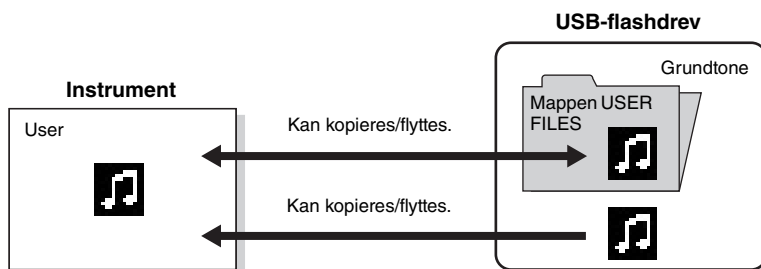 USB-flashdrev
Grundtone
Instrument
Mappen USER
FILES
User
Kan kopieres/flyttes.
Kan kopieres/flyttes.